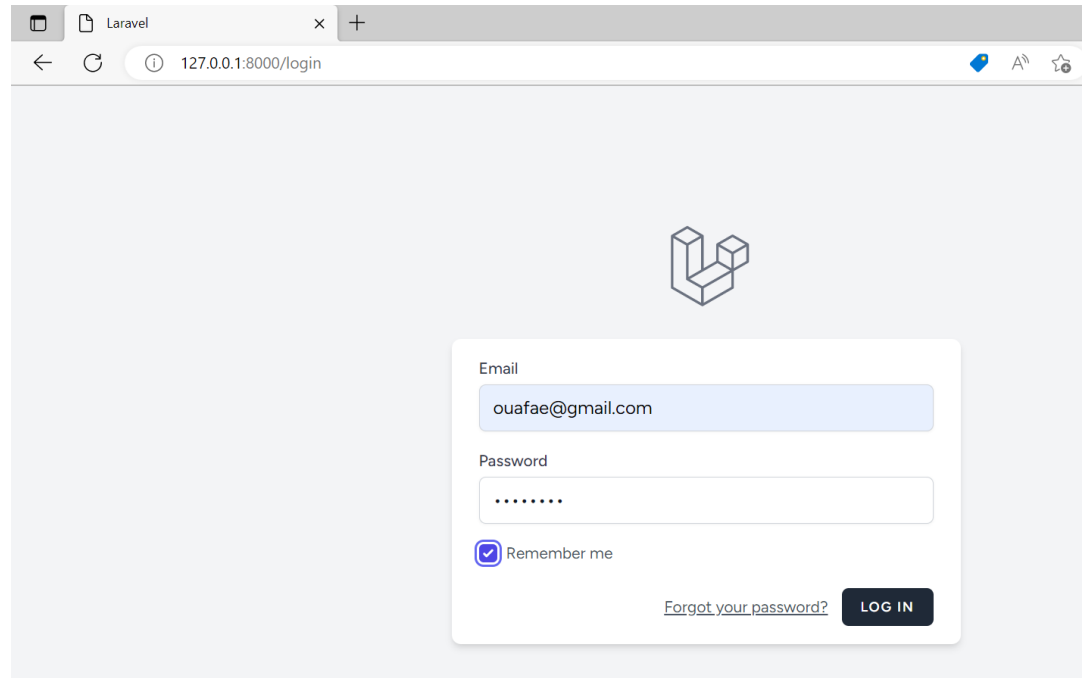 Laravel
127.0.0.1:8000/login
Email
ouafae@gmail.com
Password
••••••••
Remember me
Forgot your password? LOG IN